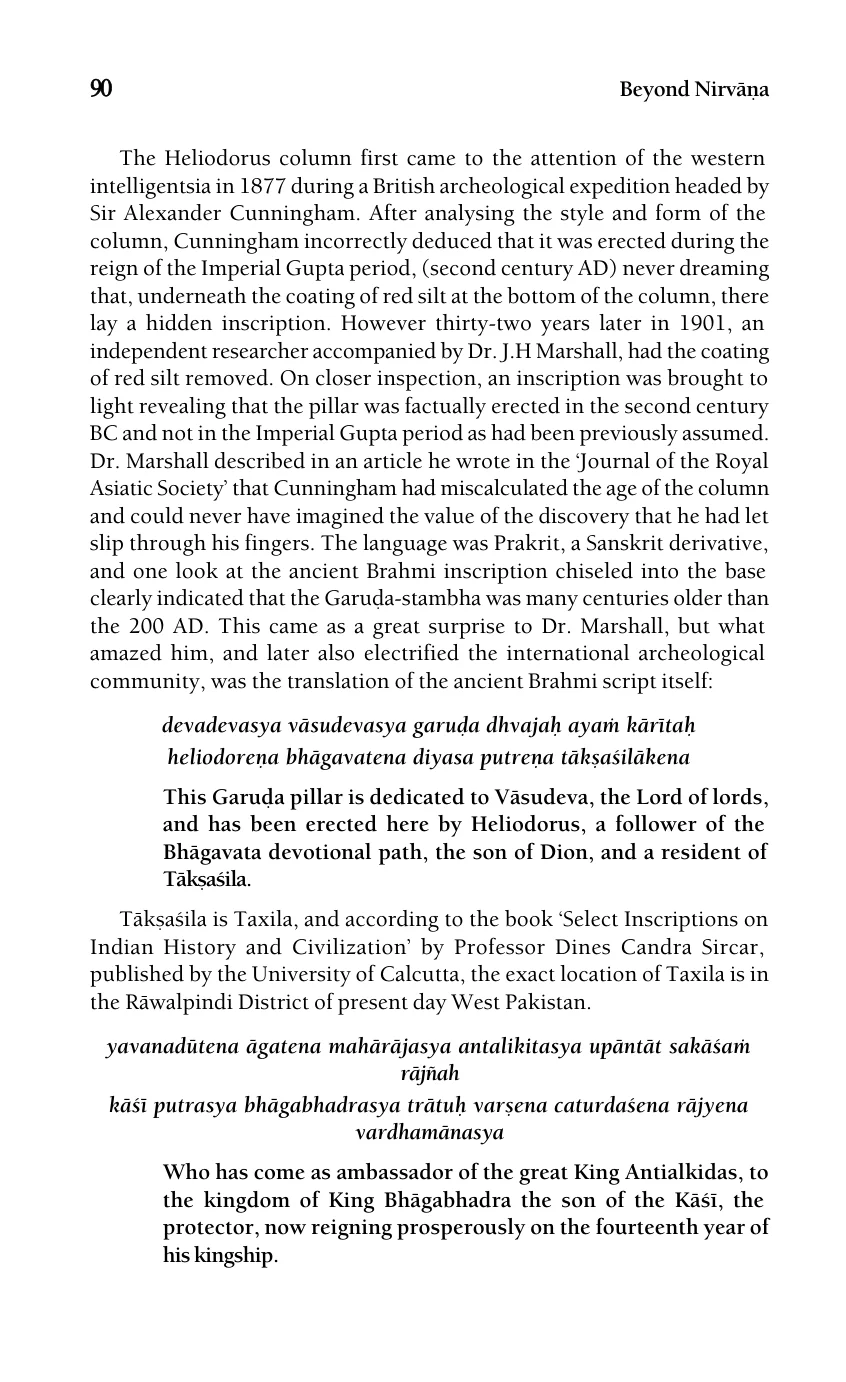 90 Beyond Nirvāṇa
The Heliodorus column first came to the attention of the western
intelligentsia in 1877 during a British archeological expedition headed by
Sir Alexander Cunningham. After analysing the style and form of the
column, Cunningham incorrectly deduced that it was erected during the
reign of the Imperial Gupta period, (second century AD) never dreaming
that, underneath the coating of red silt at the bottom of the column, there
lay a hidden inscription. However thirty-two years later in 1901, an
independent researcher accompanied by Dr. J.H Marshall, had the coating
of red silt removed. On closer inspection, an inscription was brought to
light revealing that the pillar was factually erected in the second century
BC and not in the Imperial Gupta period as had been previously assumed.
Dr. Marshall described in an article he wrote in the ‘Journal of the Royal
Asiatic Society’ that Cunningham had miscalculated the age of the column
and could never have imagined the value of the discovery that he had let
slip through his fingers. The language was Prakrit, a Sanskrit derivative,
and one look at the ancient Brahmi inscription chiseled into the base
clearly indicated that the Garuḍa-stambha was many centuries older than
the 200 AD. This came as a great surprise to Dr. Marshall, but what
amazed him, and later also electrified the international archeological
community, was the translation of the ancient Brahmi script itself:
devadevasya vāsudevasya garuḍa dhvajaḥ ayaṁ kārītaḥ
heliodoreṇa bhāgavatena diyasa putreṇa tākṣaśilākena
This Garuḍa pillar is dedicated to Vāsudeva, the Lord of lords,
and has been erected here by Heliodorus, a follower of the
Bhāgavata devotional path, the son of Dion, and a resident of
Tākṣaśila.
Tākṣaśila is Taxila, and according to the book ‘Select Inscriptions on
Indian History and Civilization’ by Professor Dines Candra Sircar,
published by the University of Calcutta, the exact location of Taxila is in
the Rāwalpindi District of present day West Pakistan.
yavanadūtena āgatena mahārājasya antalikitasya upāntāt sakāśaṁ
rājñah
kāśī putrasya bhāgabhadrasya trātuḥ varṣena caturdaśena rājyena
vardhamānasya
Who has come as ambassador of the great King Antialkidas, to
the kingdom of King Bhāgabhadra the son of the Kāśī, the
protector, now reigning prosperously on the fourteenth year of
his kingship.